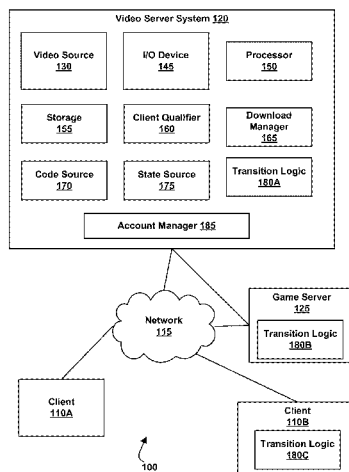 Video Server System 120
Video Source
130
I/O Device
145
Processor
150
Storage
155
Client Qualifier
160
Download
Manager
165
Code Source
170
State Source
175
Transition Logic
180A
Account Manager 185
Network
115
Game Server
125
Transition Logic
180B
Client
110A
Client
110B
Transition Logic
180C
100